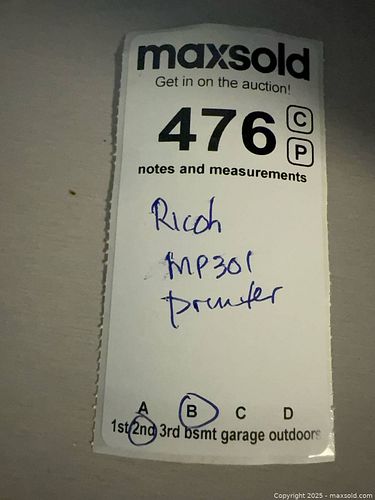 maxsold
Get in on the auction!
476 C
P
notes and measurements
Ricoh
MP301
printer
A B C D
1st 2nd 3rd bsmt garage outdoors
Copyright 2025 - maxsold.com